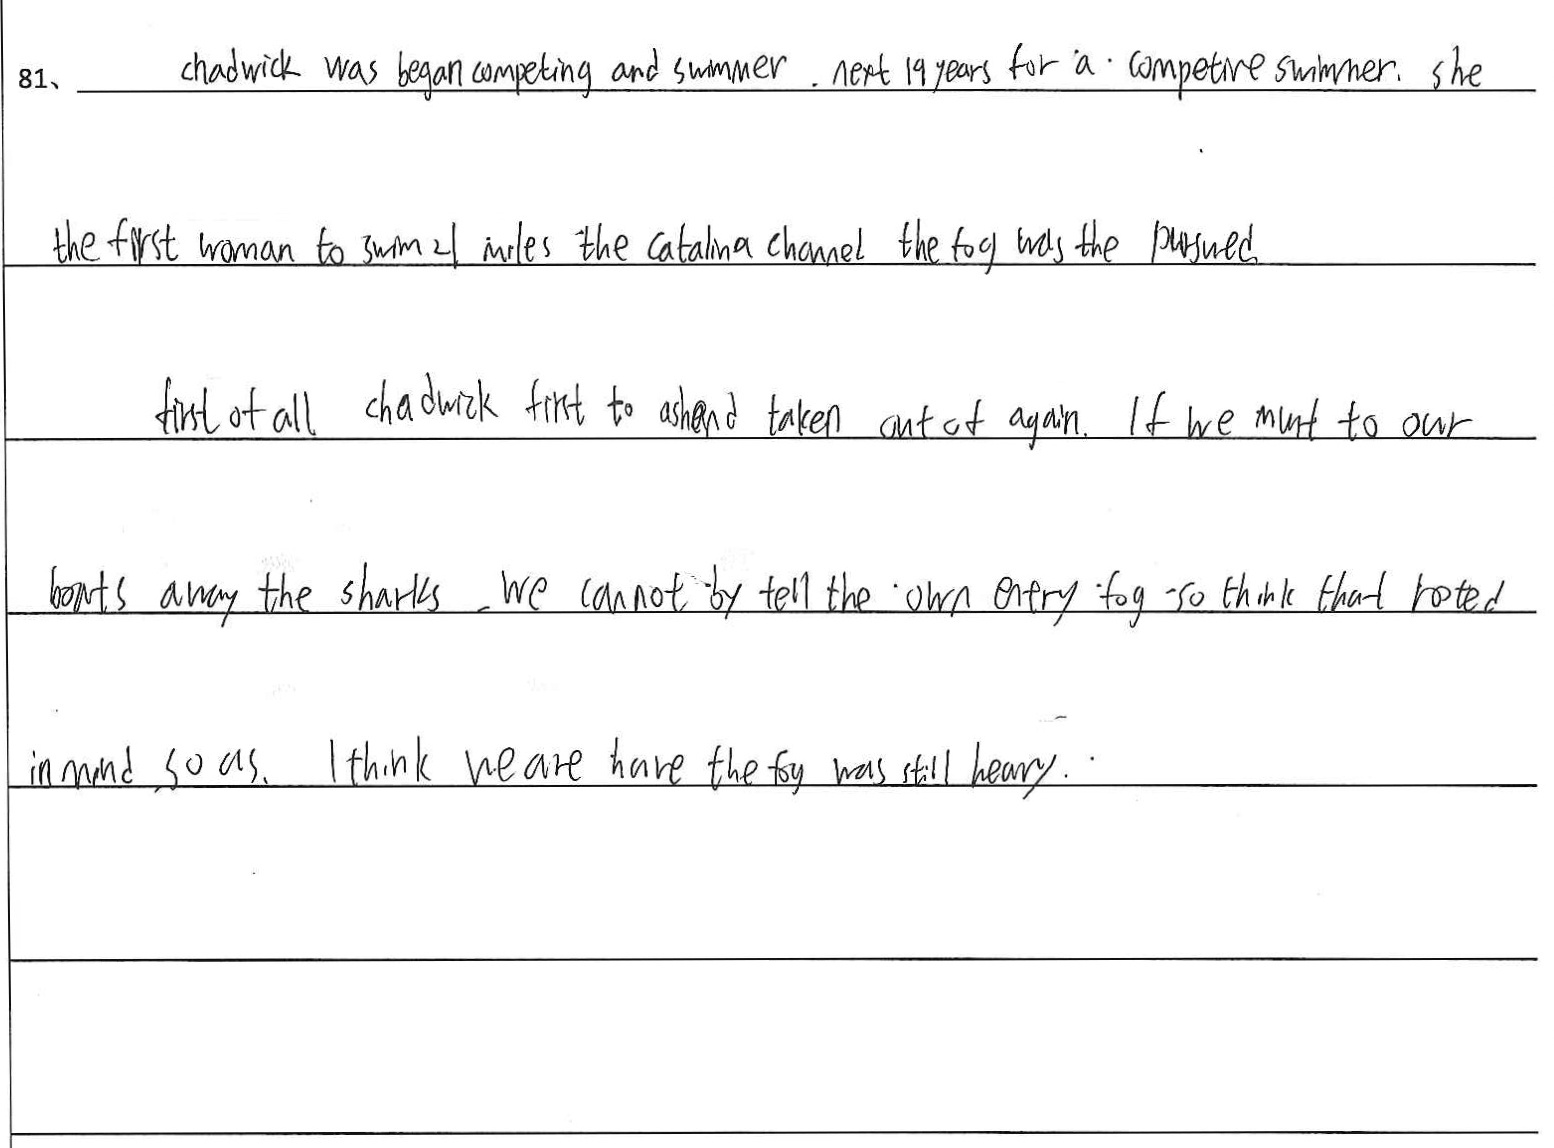 81、 chadwick was began competing and swimmer . next 19 years for a . competive swimmer. she
the first woman to swim 21 miles the catalina channel the fog was the pursued
first of all chadwick first to ashend taken out of again. If we must to our
boats away the sharks . We cannot by tell the own entry fog so think that rooted
in mind so as. I think we are have the fog was still heavy.